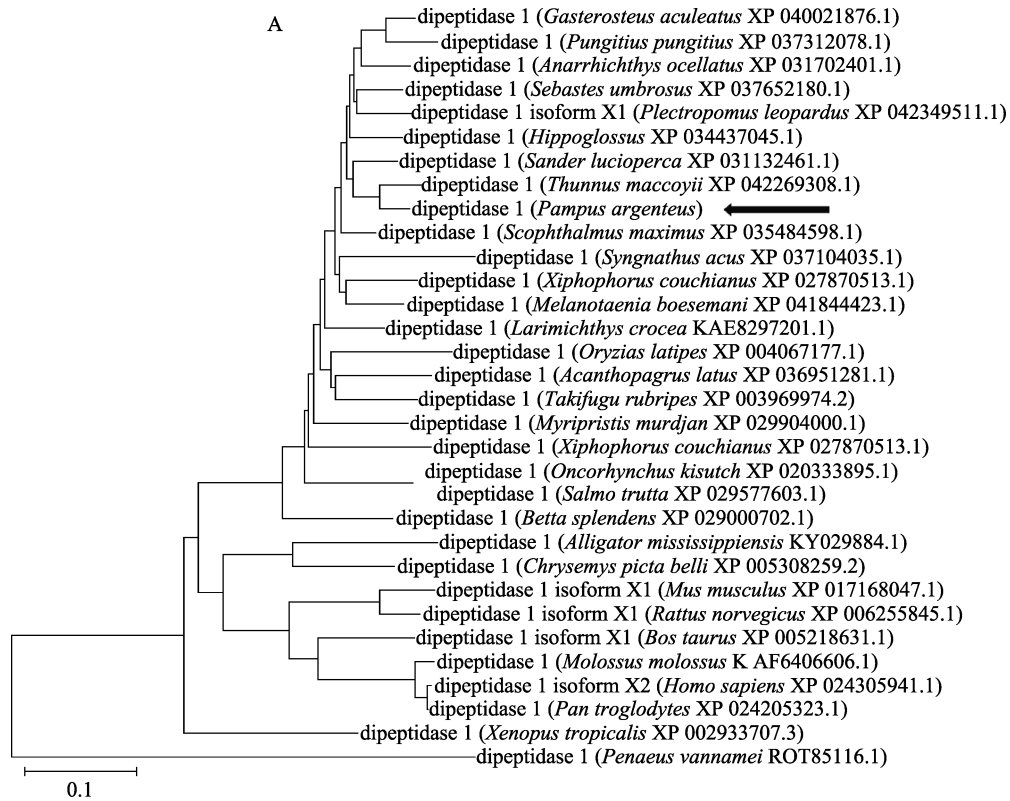 A
dipeptidase 1 (Gasterosteus aculeatus XP 040021876.1)
dipeptidase 1 (Pungitius pungitius XP 037312078.1)
dipeptidase 1 (Anarrhichthys ocellatus XP 031702401.1)
dipeptidase 1 (Sebastes umbrosus XP 037652180.1)
dipeptidase 1 isoform X1 (Plectropomus leopardus XP 042349511.1)
dipeptidase 1 (Hippoglossus XP 034437045.1)
dipeptidase 1 (Sander lucioperca XP 031132461.1)
dipeptidase 1 (Thunnus maccoyii XP 042269308.1)
dipeptidase 1 (Pampus argenteus)
dipeptidase 1 (Scophthalmus maximus XP 035484598.1)
dipeptidase 1 (Syngnathus acus XP 037104035.1)
dipeptidase 1 (Xiphophorus couchianus XP 027870513.1)
dipeptidase 1 (Melanotaenia boesemani XP 041844423.1)
dipeptidase 1 (Larimichthys crocea KAE8297201.1)
dipeptidase 1 (Oryzias latipes XP 004067177.1)
dipeptidase 1 (Acanthopagrus latus XP 036951281.1)
dipeptidase 1 (Takifugu rubripes XP 003969974.2)
dipeptidase 1 (Myripristis murdjan XP 029904000.1)
dipeptidase 1 (Xiphophorus couchianus XP 027870513.1)
dipeptidase 1 (Oncorhynchus kisutch XP 020333895.1)
dipeptidase 1 (Salmo trutta XP 029577603.1)
dipeptidase 1 (Betta splendens XP 029000702.1)
dipeptidase 1 (Alligator mississippiensis KY029884.1)
dipeptidase 1 (Chrysemys picta belli XP 005308259.2)
dipeptidase 1 isoform X1 (Mus musculus XP 017168047.1)
dipeptidase 1 isoform X1 (Rattus norvegicus XP 006255845.1)
dipeptidase 1 isoform X1 (Bos taurus XP 005218631.1)
dipeptidase 1 (Molossus molossus K AF6406606.1)
dipeptidase 1 isoform X2 (Homo sapiens XP 024305941.1)
dipeptidase 1 (Pan troglodytes XP 024205323.1)
dipeptidase 1 (Xenopus tropicalis XP 002933707.3)
dipeptidase 1 (Penaeus vannamei ROT85116.1)
0.1